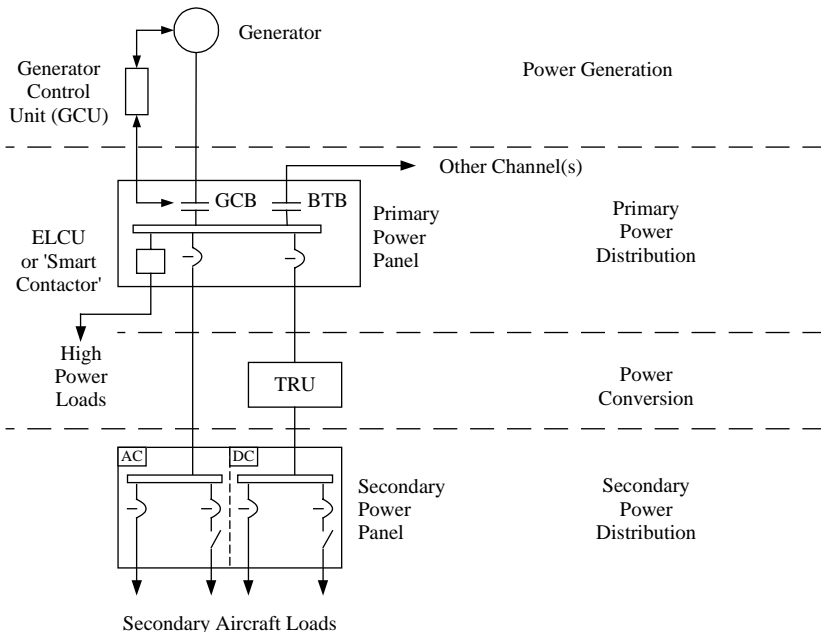 Generator
Generator
Control
Unit (GCU)
Power Generation
Other Channel(s)
GCB
BTB
Primary
Power
Panel
Primary
Power
Distribution
ELCU
or 'Smart
Contactor'
High
Power
Loads
TRU
Power
Conversion
AC
DC
Secondary
Power
Panel
Secondary
Power
Distribution
Secondary Aircraft Loads